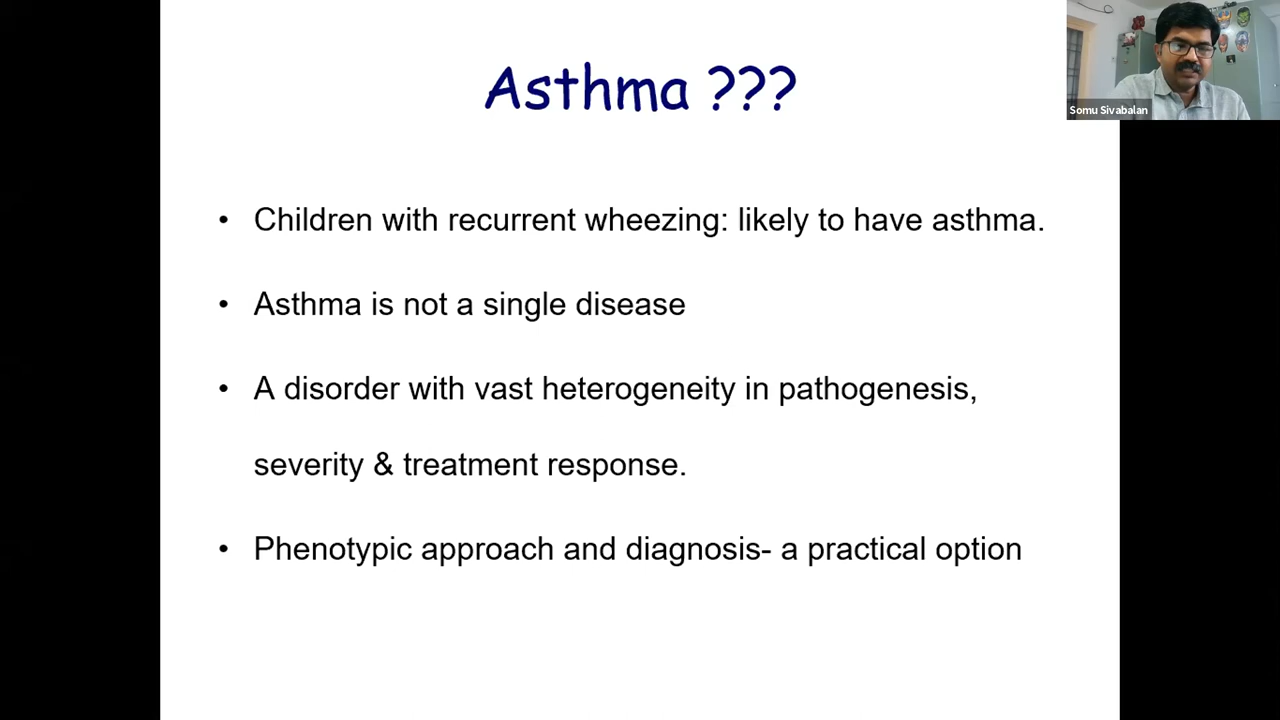 Asthma ???
Somu Sivabalan
• Children with recurrent wheezing: likely to have asthma.
• Asthma is not a single disease
• A disorder with vast heterogeneity in pathogenesis,
severity & treatment response.
• Phenotypic approach and diagnosis- a practical option